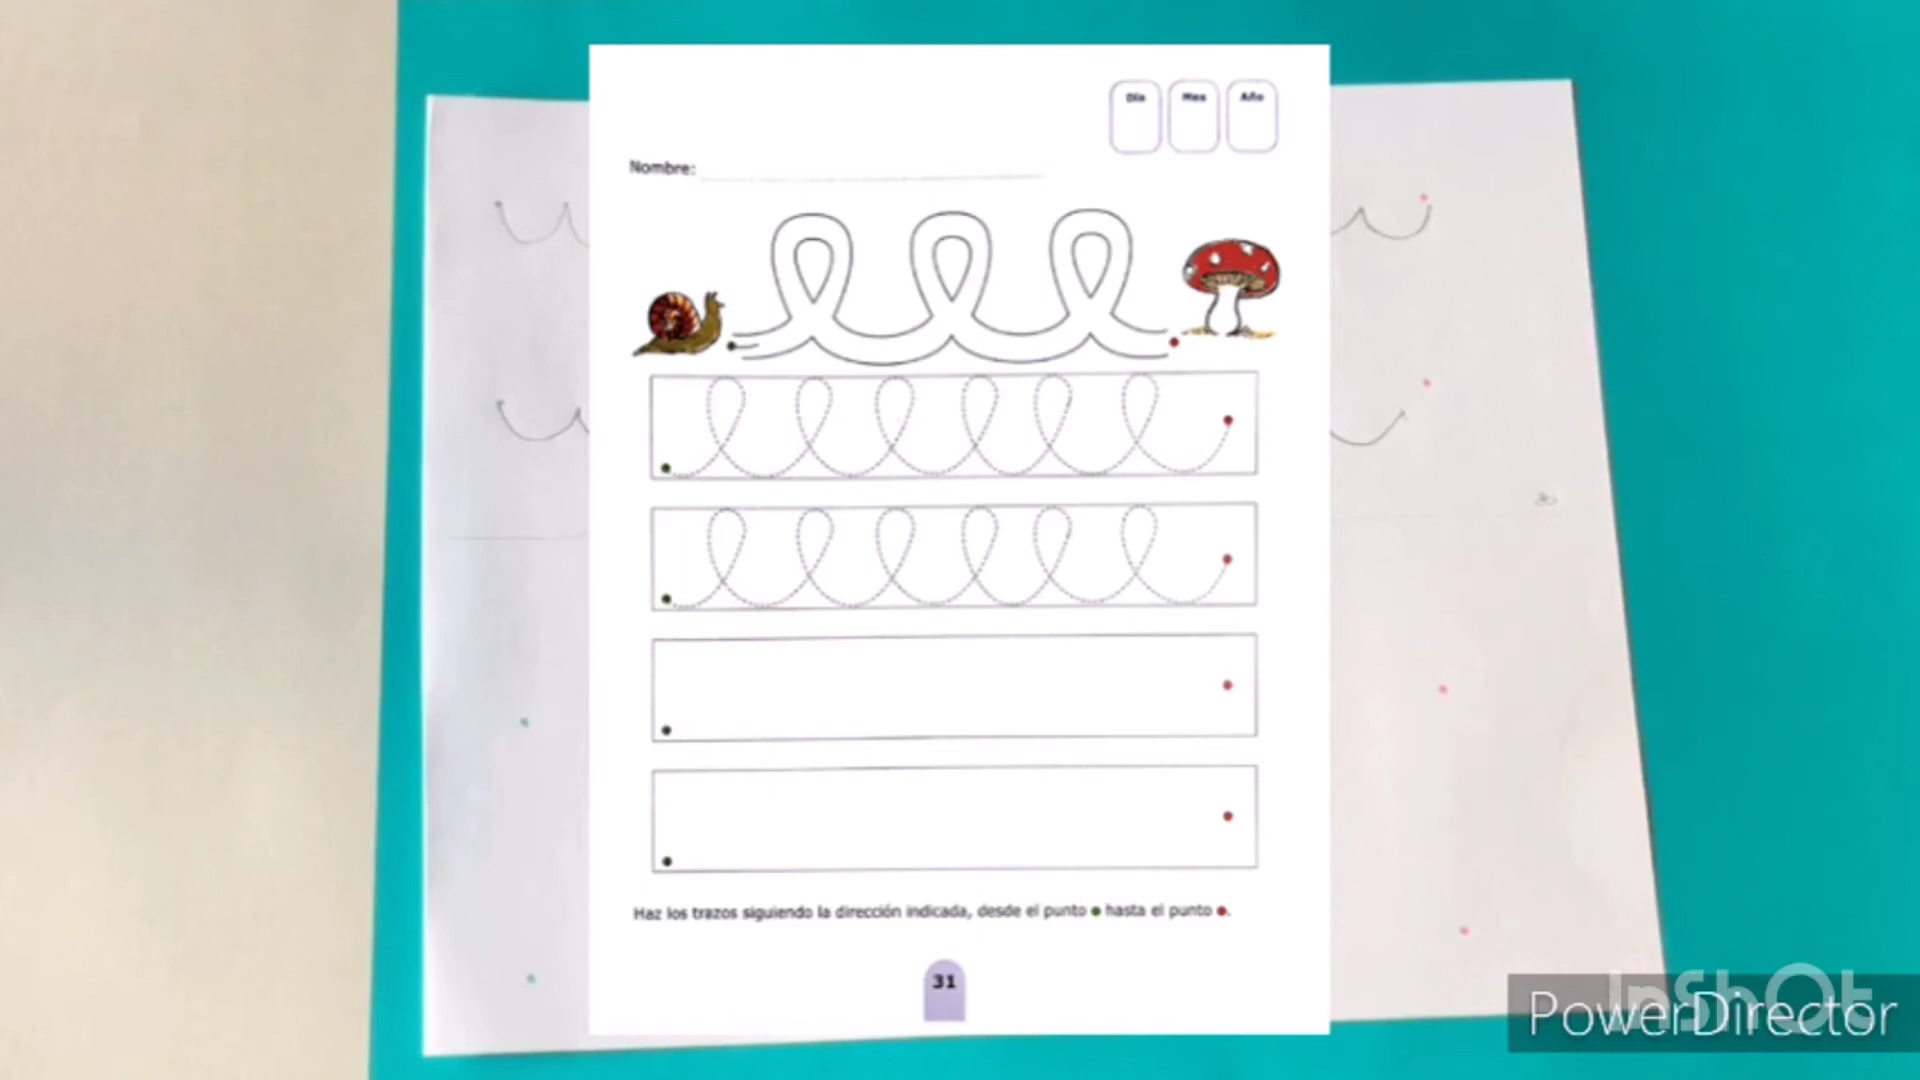 Día Mes Año
Nombre:
Haz los trazos siguiendo la dirección indicada, desde el punto hasta el punto .
31
InShOt
PowerDirector